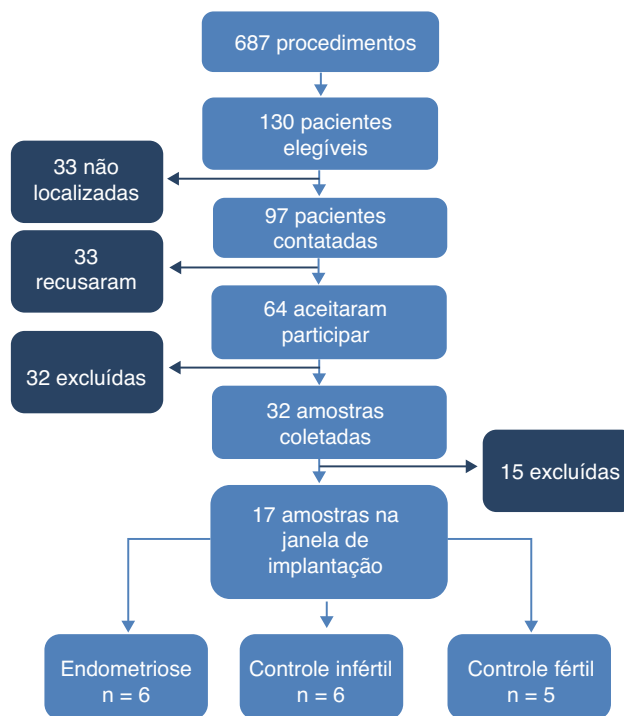 687 procedimentos
130 pacientes
elegíveis
33 não
localizadas
97 pacientes
contatadas
33
recusaram
64 aceitaram
participar
32 excluídas
32 amostras
coletadas
15 excluídas
17 amostras na
janela de
implantação
Endometriose
n = 6
Controle infértil
n = 6
Controle fértil
n = 5